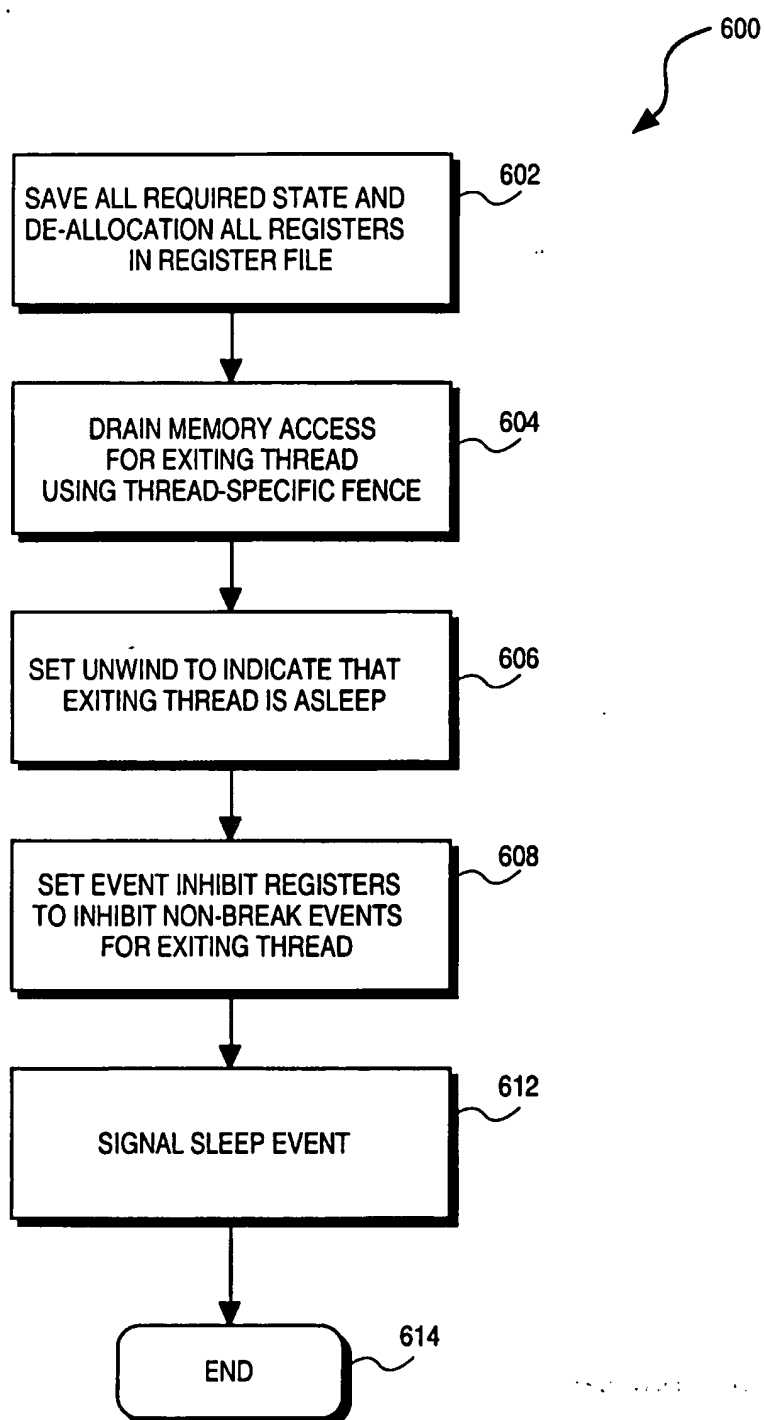 600
602
SAVE ALL REQUIRED STATE AND
DE-ALLOCATION ALL REGISTERS
IN REGISTER FILE
604
DRAIN MEMORY ACCESS
FOR EXITING THREAD
USING THREAD-SPECIFIC FENCE
606
SET UNWIND TO INDICATE THAT
EXITING THREAD IS ASLEEP
608
SET EVENT INHIBIT REGISTERS
TO INHIBIT NON-BREAK EVENTS
FOR EXITING THREAD
612
SIGNAL SLEEP EVENT
614
END